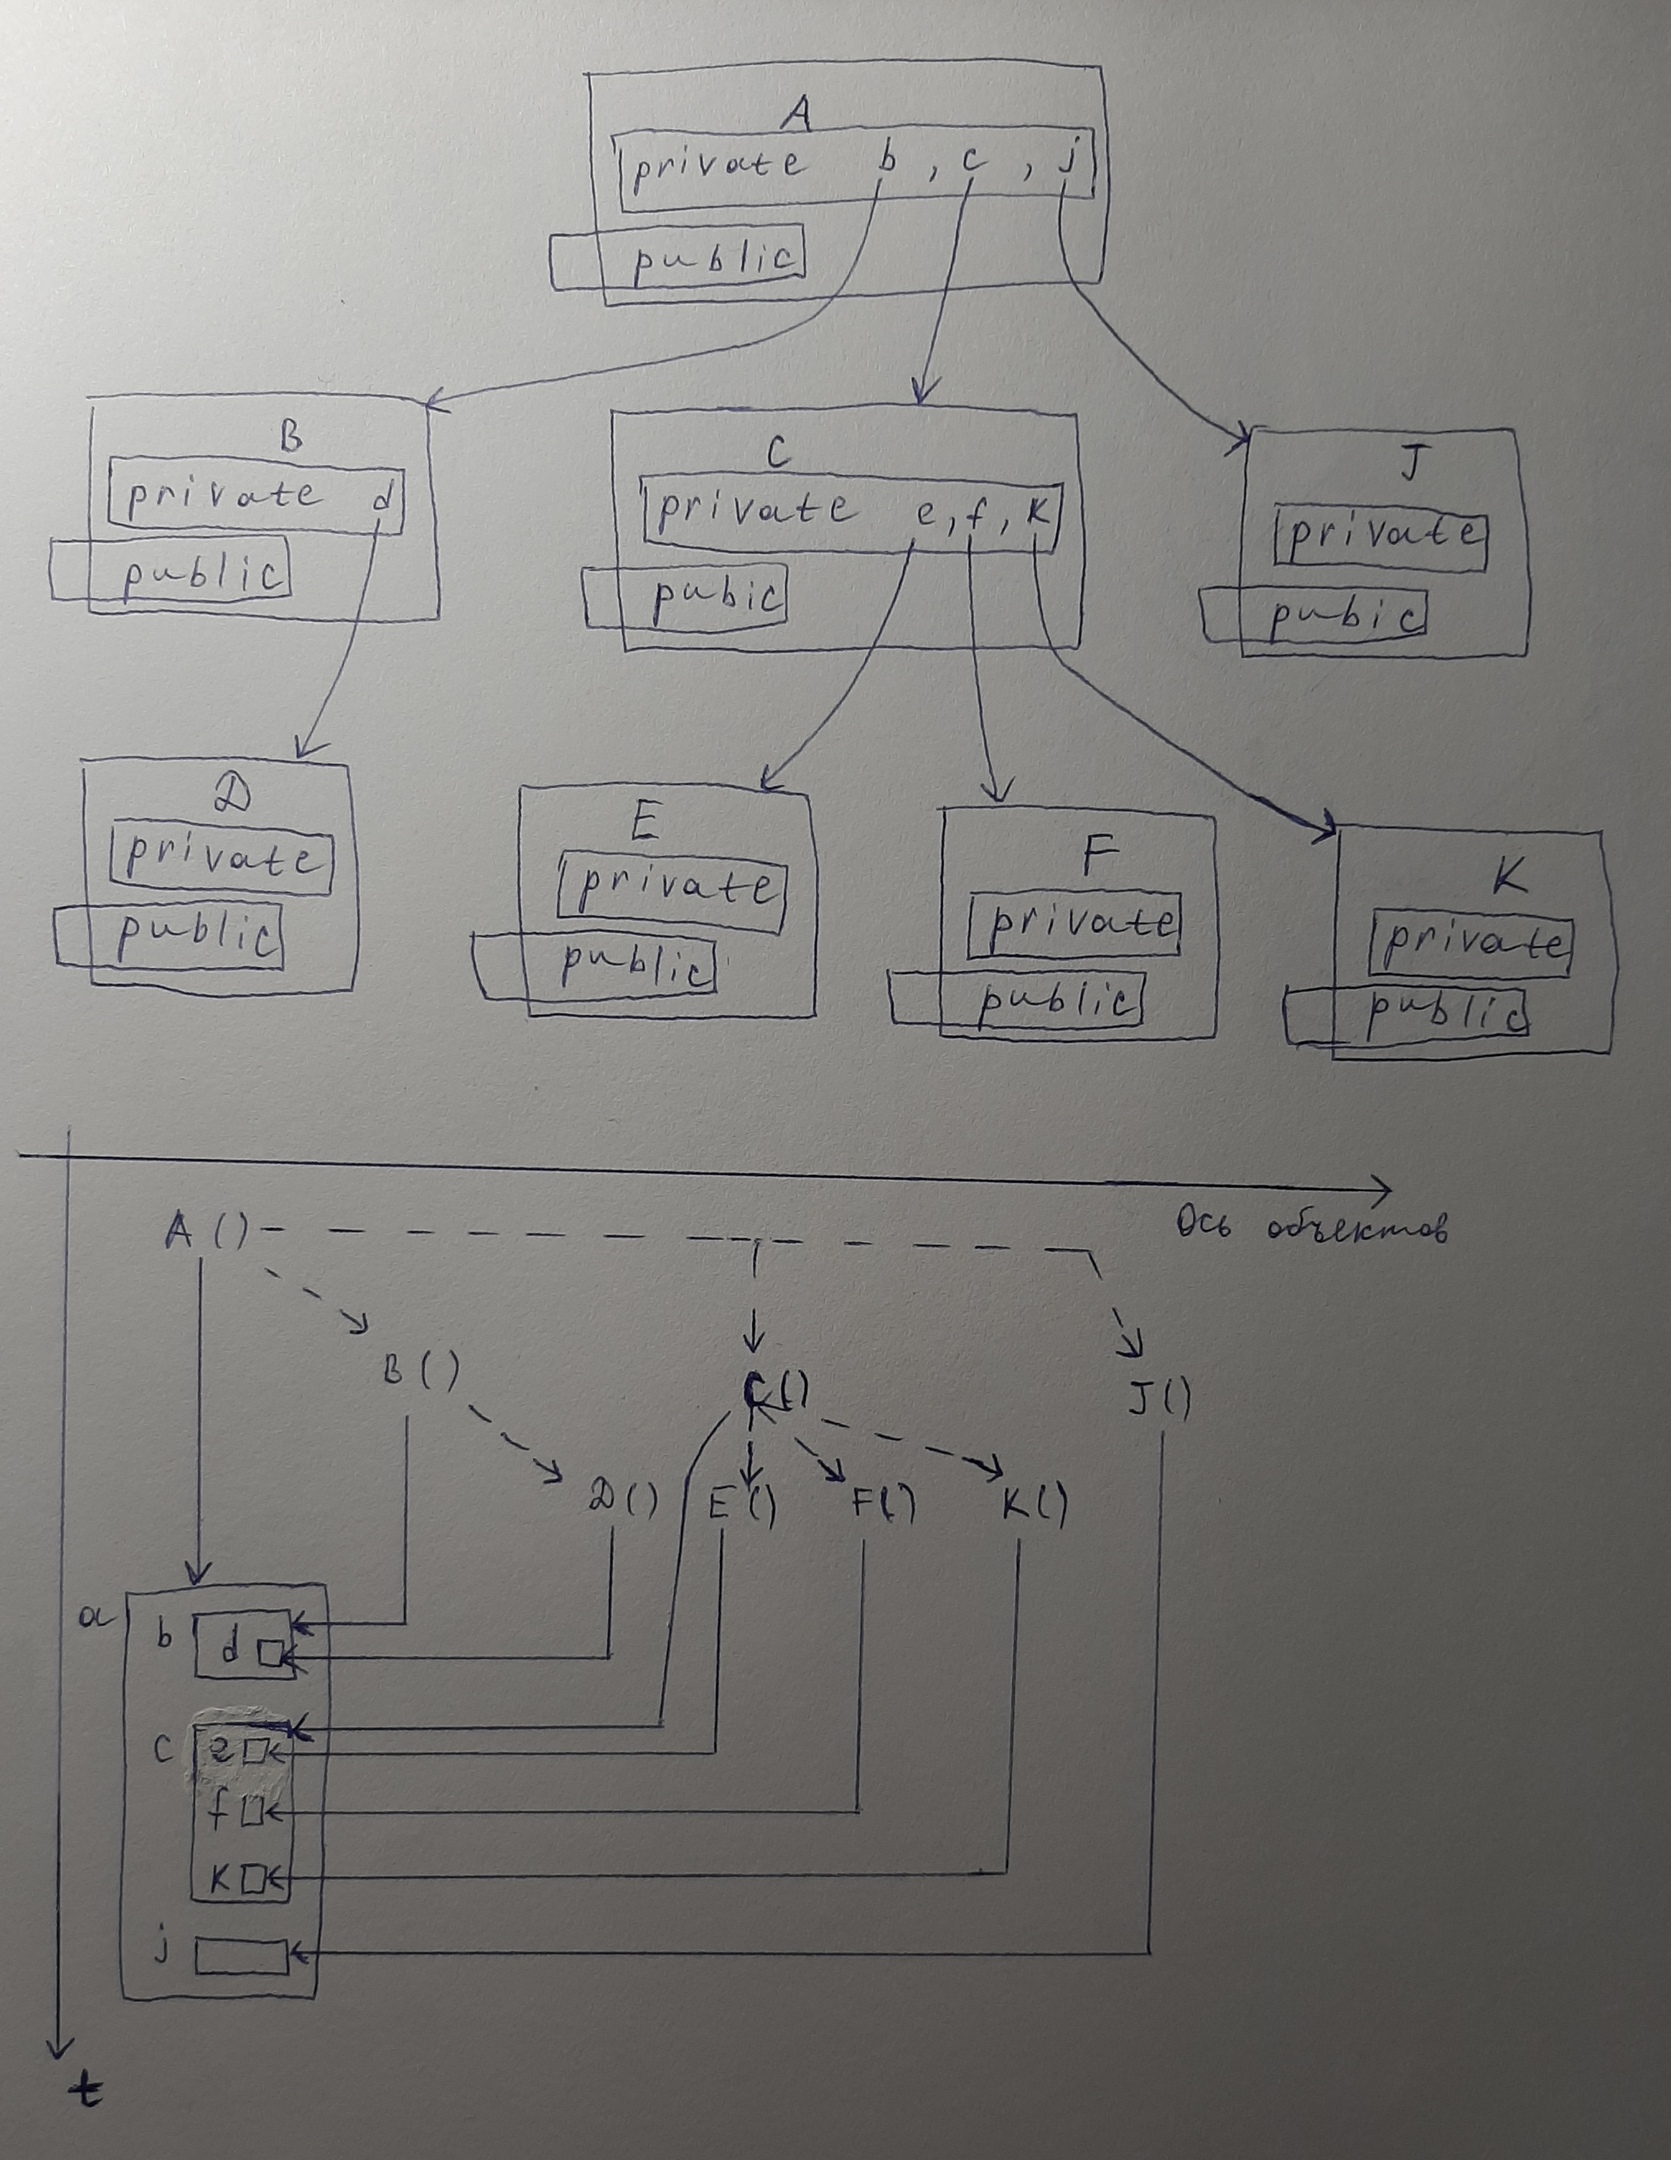 A
private b, c, j
public
B
private d
public
C
private e, f, k
pubic
J
private
pubic
D
private
public
E
private
public
F
private
public
K
private
public
Ось объектов
A()
B()
C()
J()
D()
E()
F()
K()
a
b
d
c
e
f
k
j
t